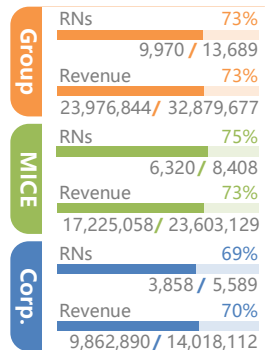 Group
RNs 73%
9,970 / 13,689
Revenue 73%
23,976,844/ 32,879,677
MICE
RNs 75%
6,320 / 8,408
Revenue 73%
17,225,058/ 23,603,129
Corp.
RNs 69%
3,858 / 5,589
Revenue 70%
9,862,890 / 14,018,112